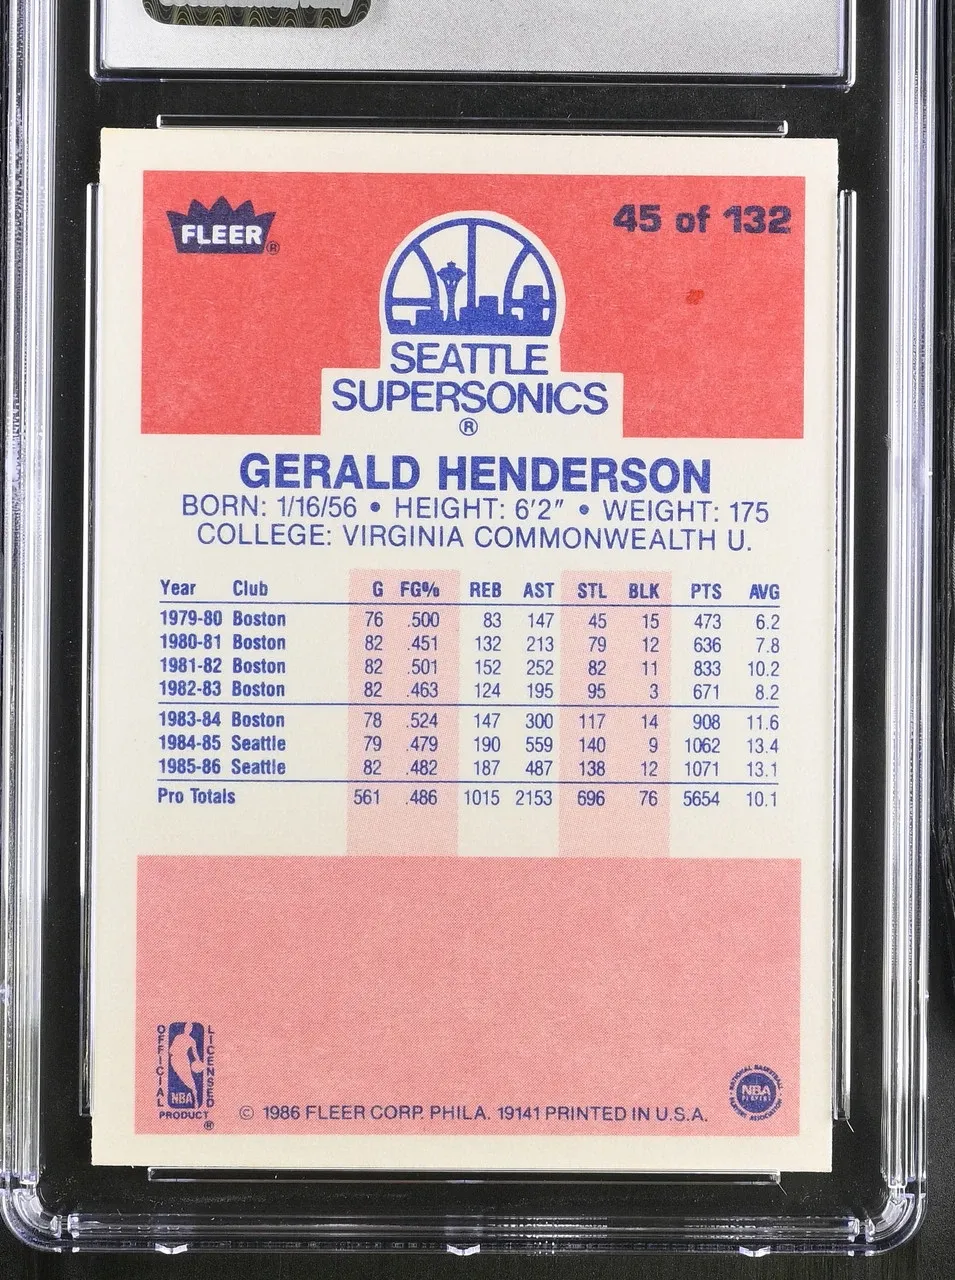 FLEER®
45 of 132
SEATTLE
SUPERSONICS
®
GERALD HENDERSON
BORN: 1/16/56 • HEIGHT: 6'2" • WEIGHT: 175
COLLEGE: VIRGINIA COMMONWEALTH U.
Year Club G FG% REB AST STL BLK PTS AVG
1979-80 Boston 76 .500 83 147 45 15 473 6.2
1980-81 Boston 82 .451 132 213 79 12 636 7.8
1981-82 Boston 82 .501 152 252 82 11 833 10.2
1982-83 Boston 82 .463 124 195 95 3 671 8.2
1983-84 Boston 78 .524 147 300 117 14 908 11.6
1984-85 Seattle 79 .479 190 559 140 9 1062 13.4
1985-86 Seattle 82 .482 187 487 138 12 1071 13.1
Pro Totals 561 .486 1015 2153 696 76 5654 10.1
OFFICIAL
LICENSED
NBA
PRODUCT
®
© 1986 FLEER CORP. PHILA. 19141 PRINTED IN U.S.A.
NATIONAL BASKETBALL
NBA
PLAYERS
PLAYERS ASSOCIATION